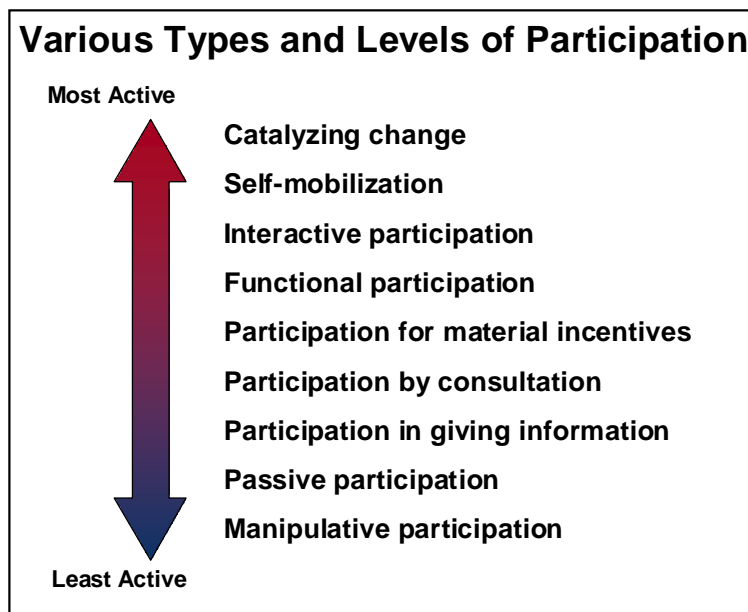 Various Types and Levels of Participation
Most Active
Catalyzing change
Self-mobilization
Interactive participation
Functional participation
Participation for material incentives
Participation by consultation
Participation in giving information
Passive participation
Manipulative participation
Least Active